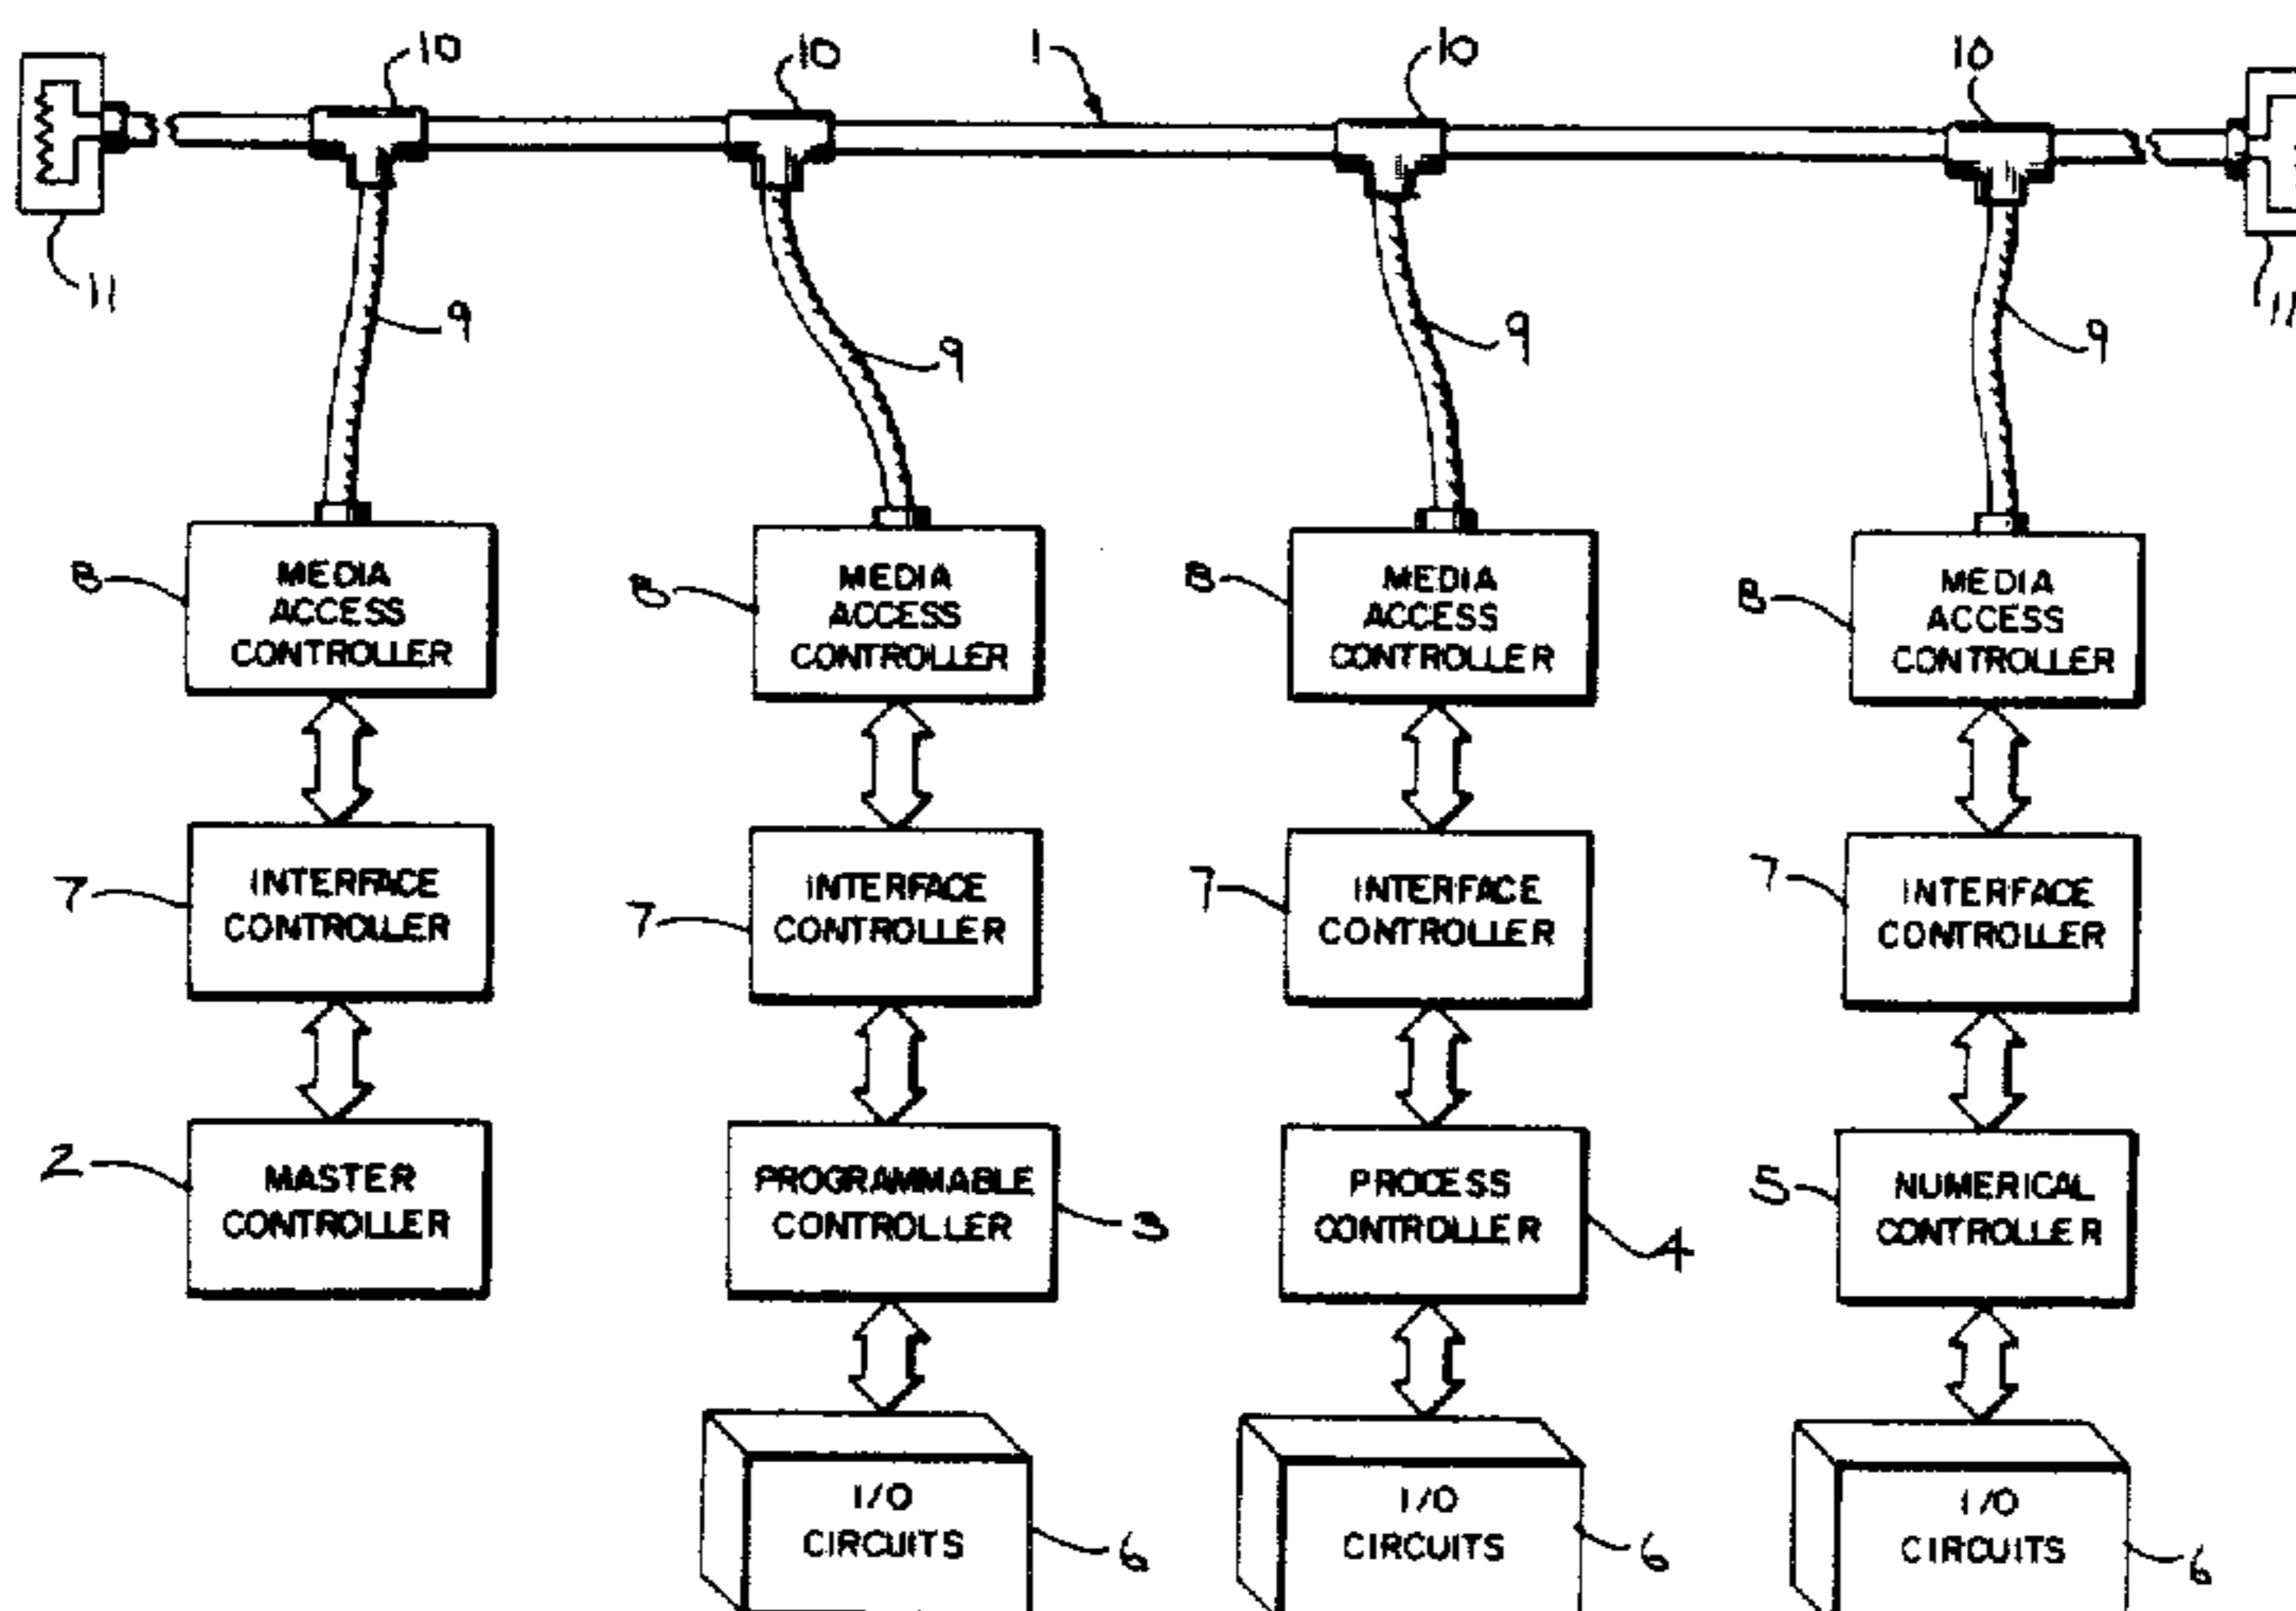 10
10
1
10
10
11
11
9
9
9
9
8
MEDIA
ACCESS
CONTROLLER
8
MEDIA
ACCESS
CONTROLLER
8
MEDIA
ACCESS
CONTROLLER
8
MEDIA
ACCESS
CONTROLLER
7
INTERFACE
CONTROLLER
7
INTERFACE
CONTROLLER
7
INTERFACE
CONTROLLER
7
INTERFACE
CONTROLLER
2
MASTER
CONTROLLER
PROGRAMMABLE
CONTROLLER
3
PROCESS
CONTROLLER
4
5
NUMERICAL
CONTROLLER
I/O
CIRCUITS
6
I/O
CIRCUITS
6
I/O
CIRCUITS
6